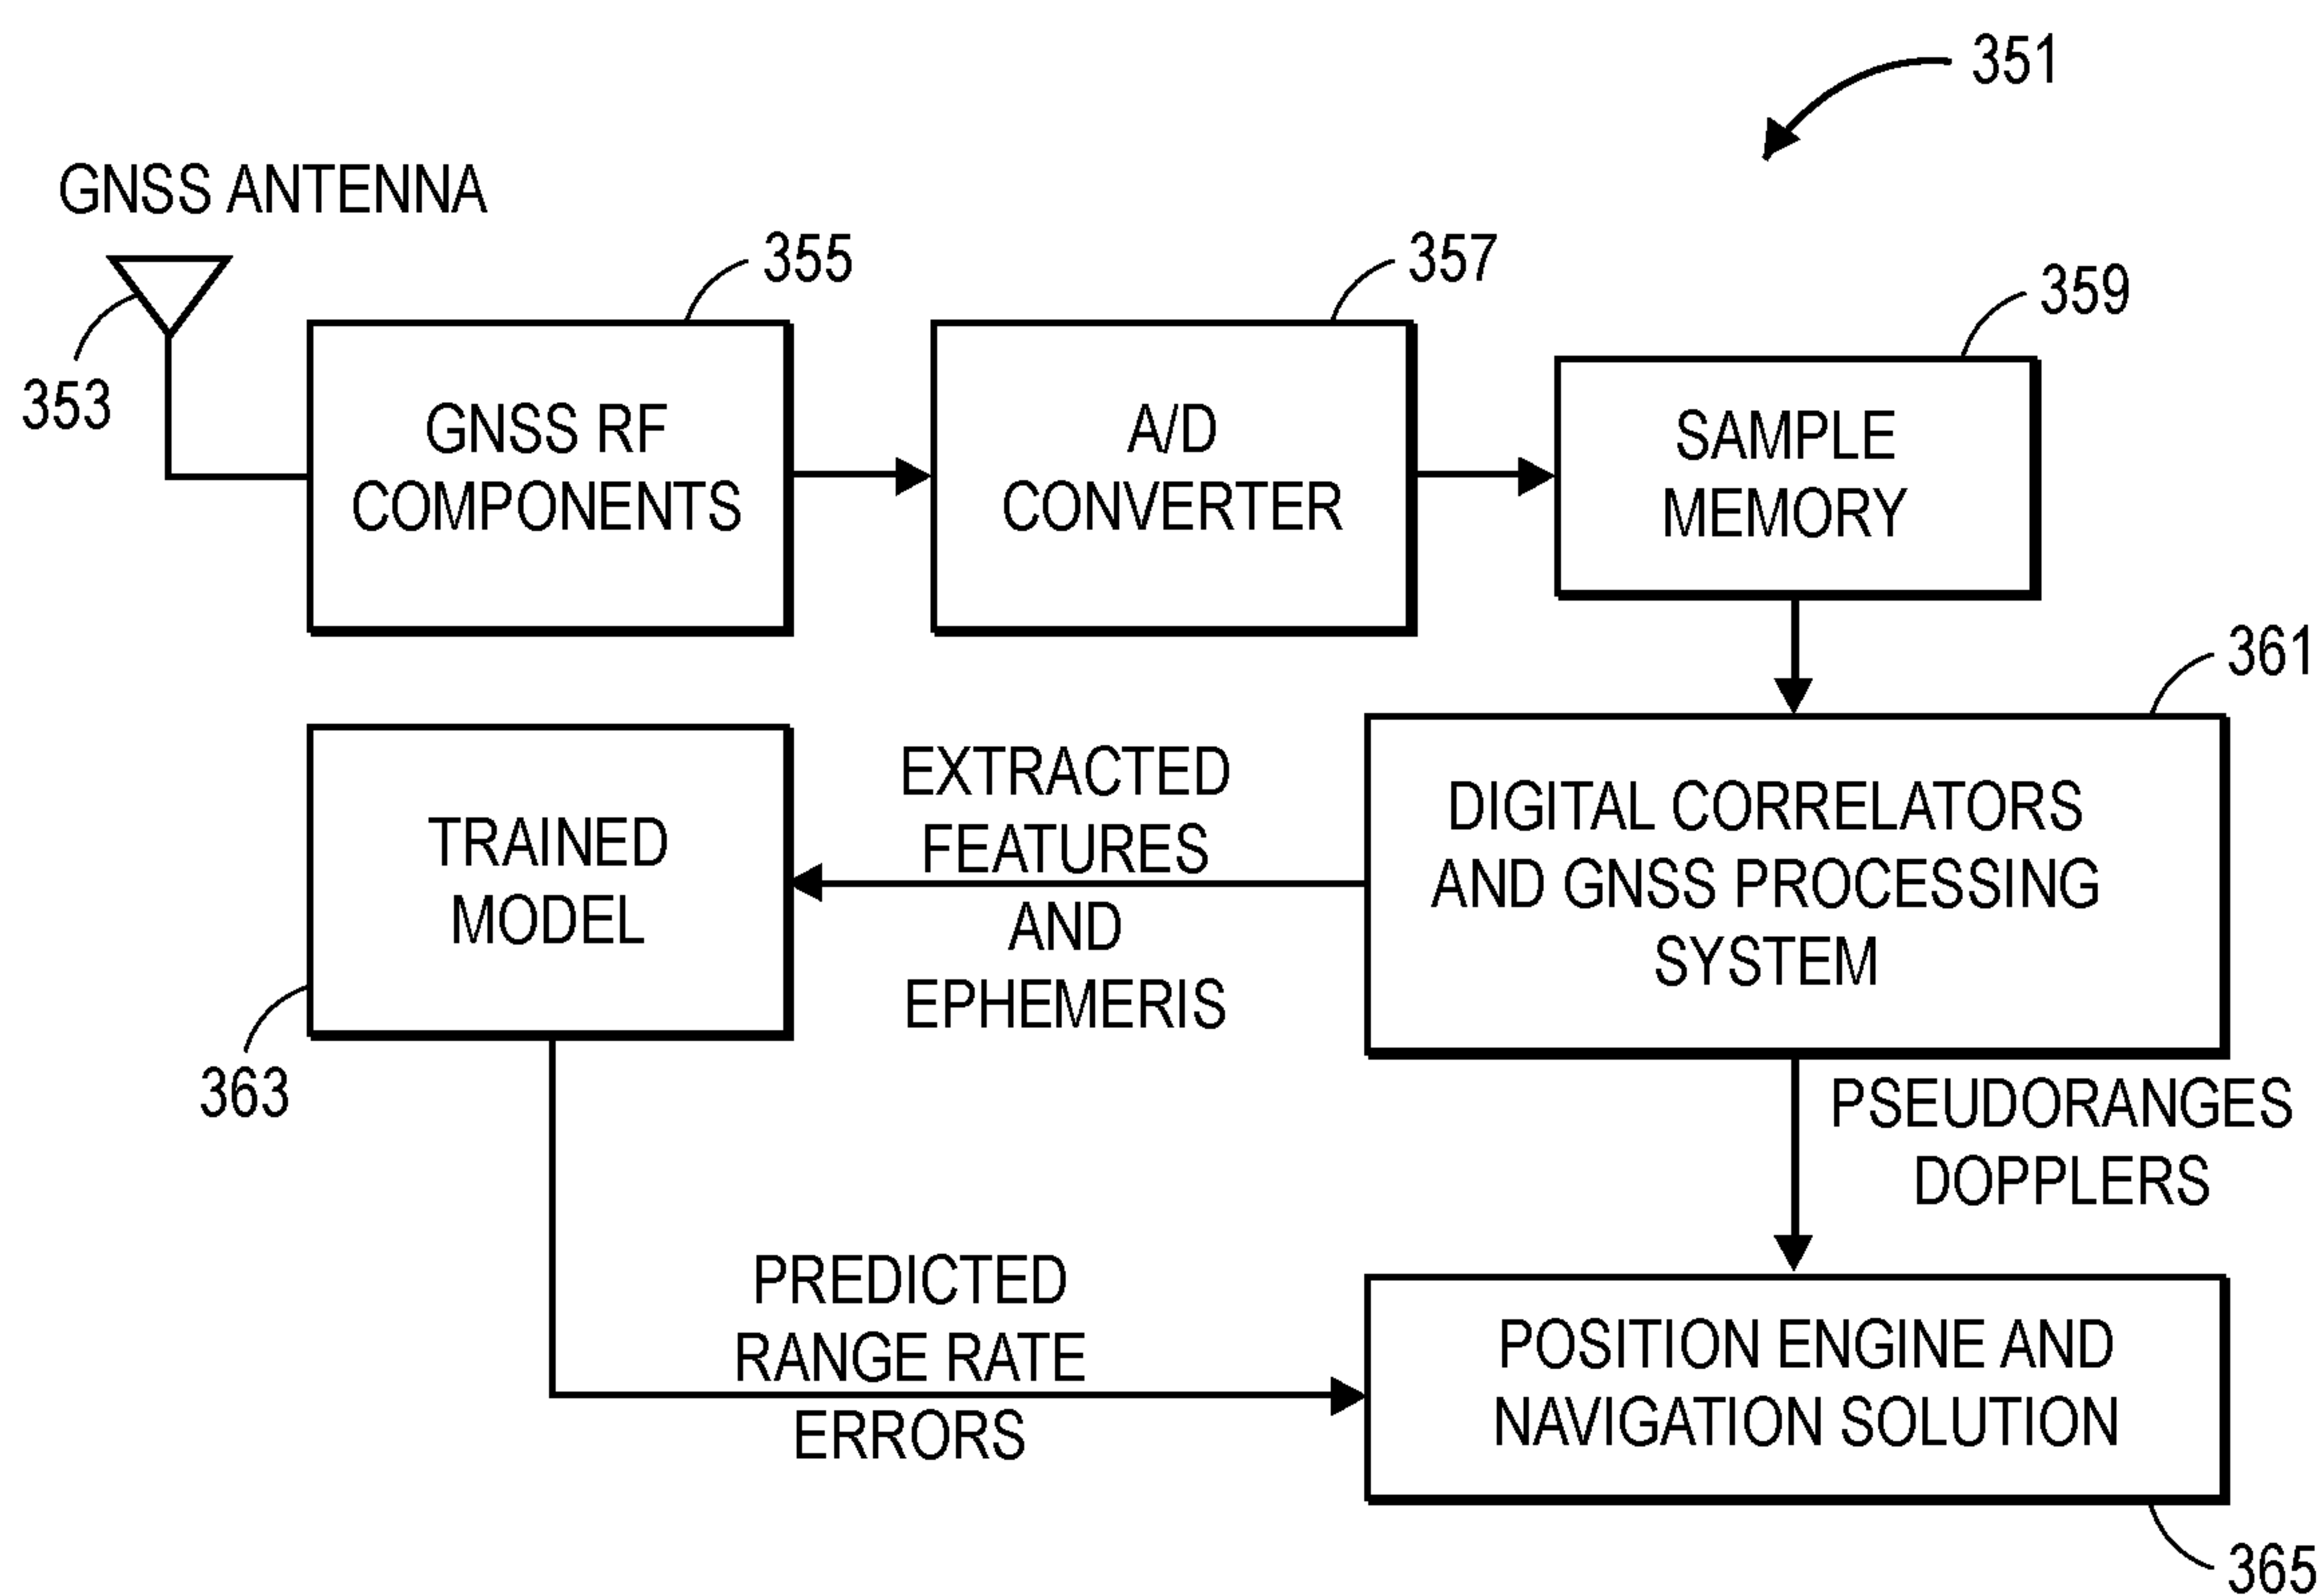 351
GNSS ANTENNA
353
355
GNSS RF
COMPONENTS
357
A/D
CONVERTER
359
SAMPLE
MEMORY
361
DIGITAL CORRELATORS
AND GNSS PROCESSING
SYSTEM
EXTRACTED
FEATURES
AND
EPHEMERIS
TRAINED
MODEL
363
PSEUDORANGES
DOPPLERS
PREDICTED
RANGE RATE
ERRORS
POSITION ENGINE AND
NAVIGATION SOLUTION
365